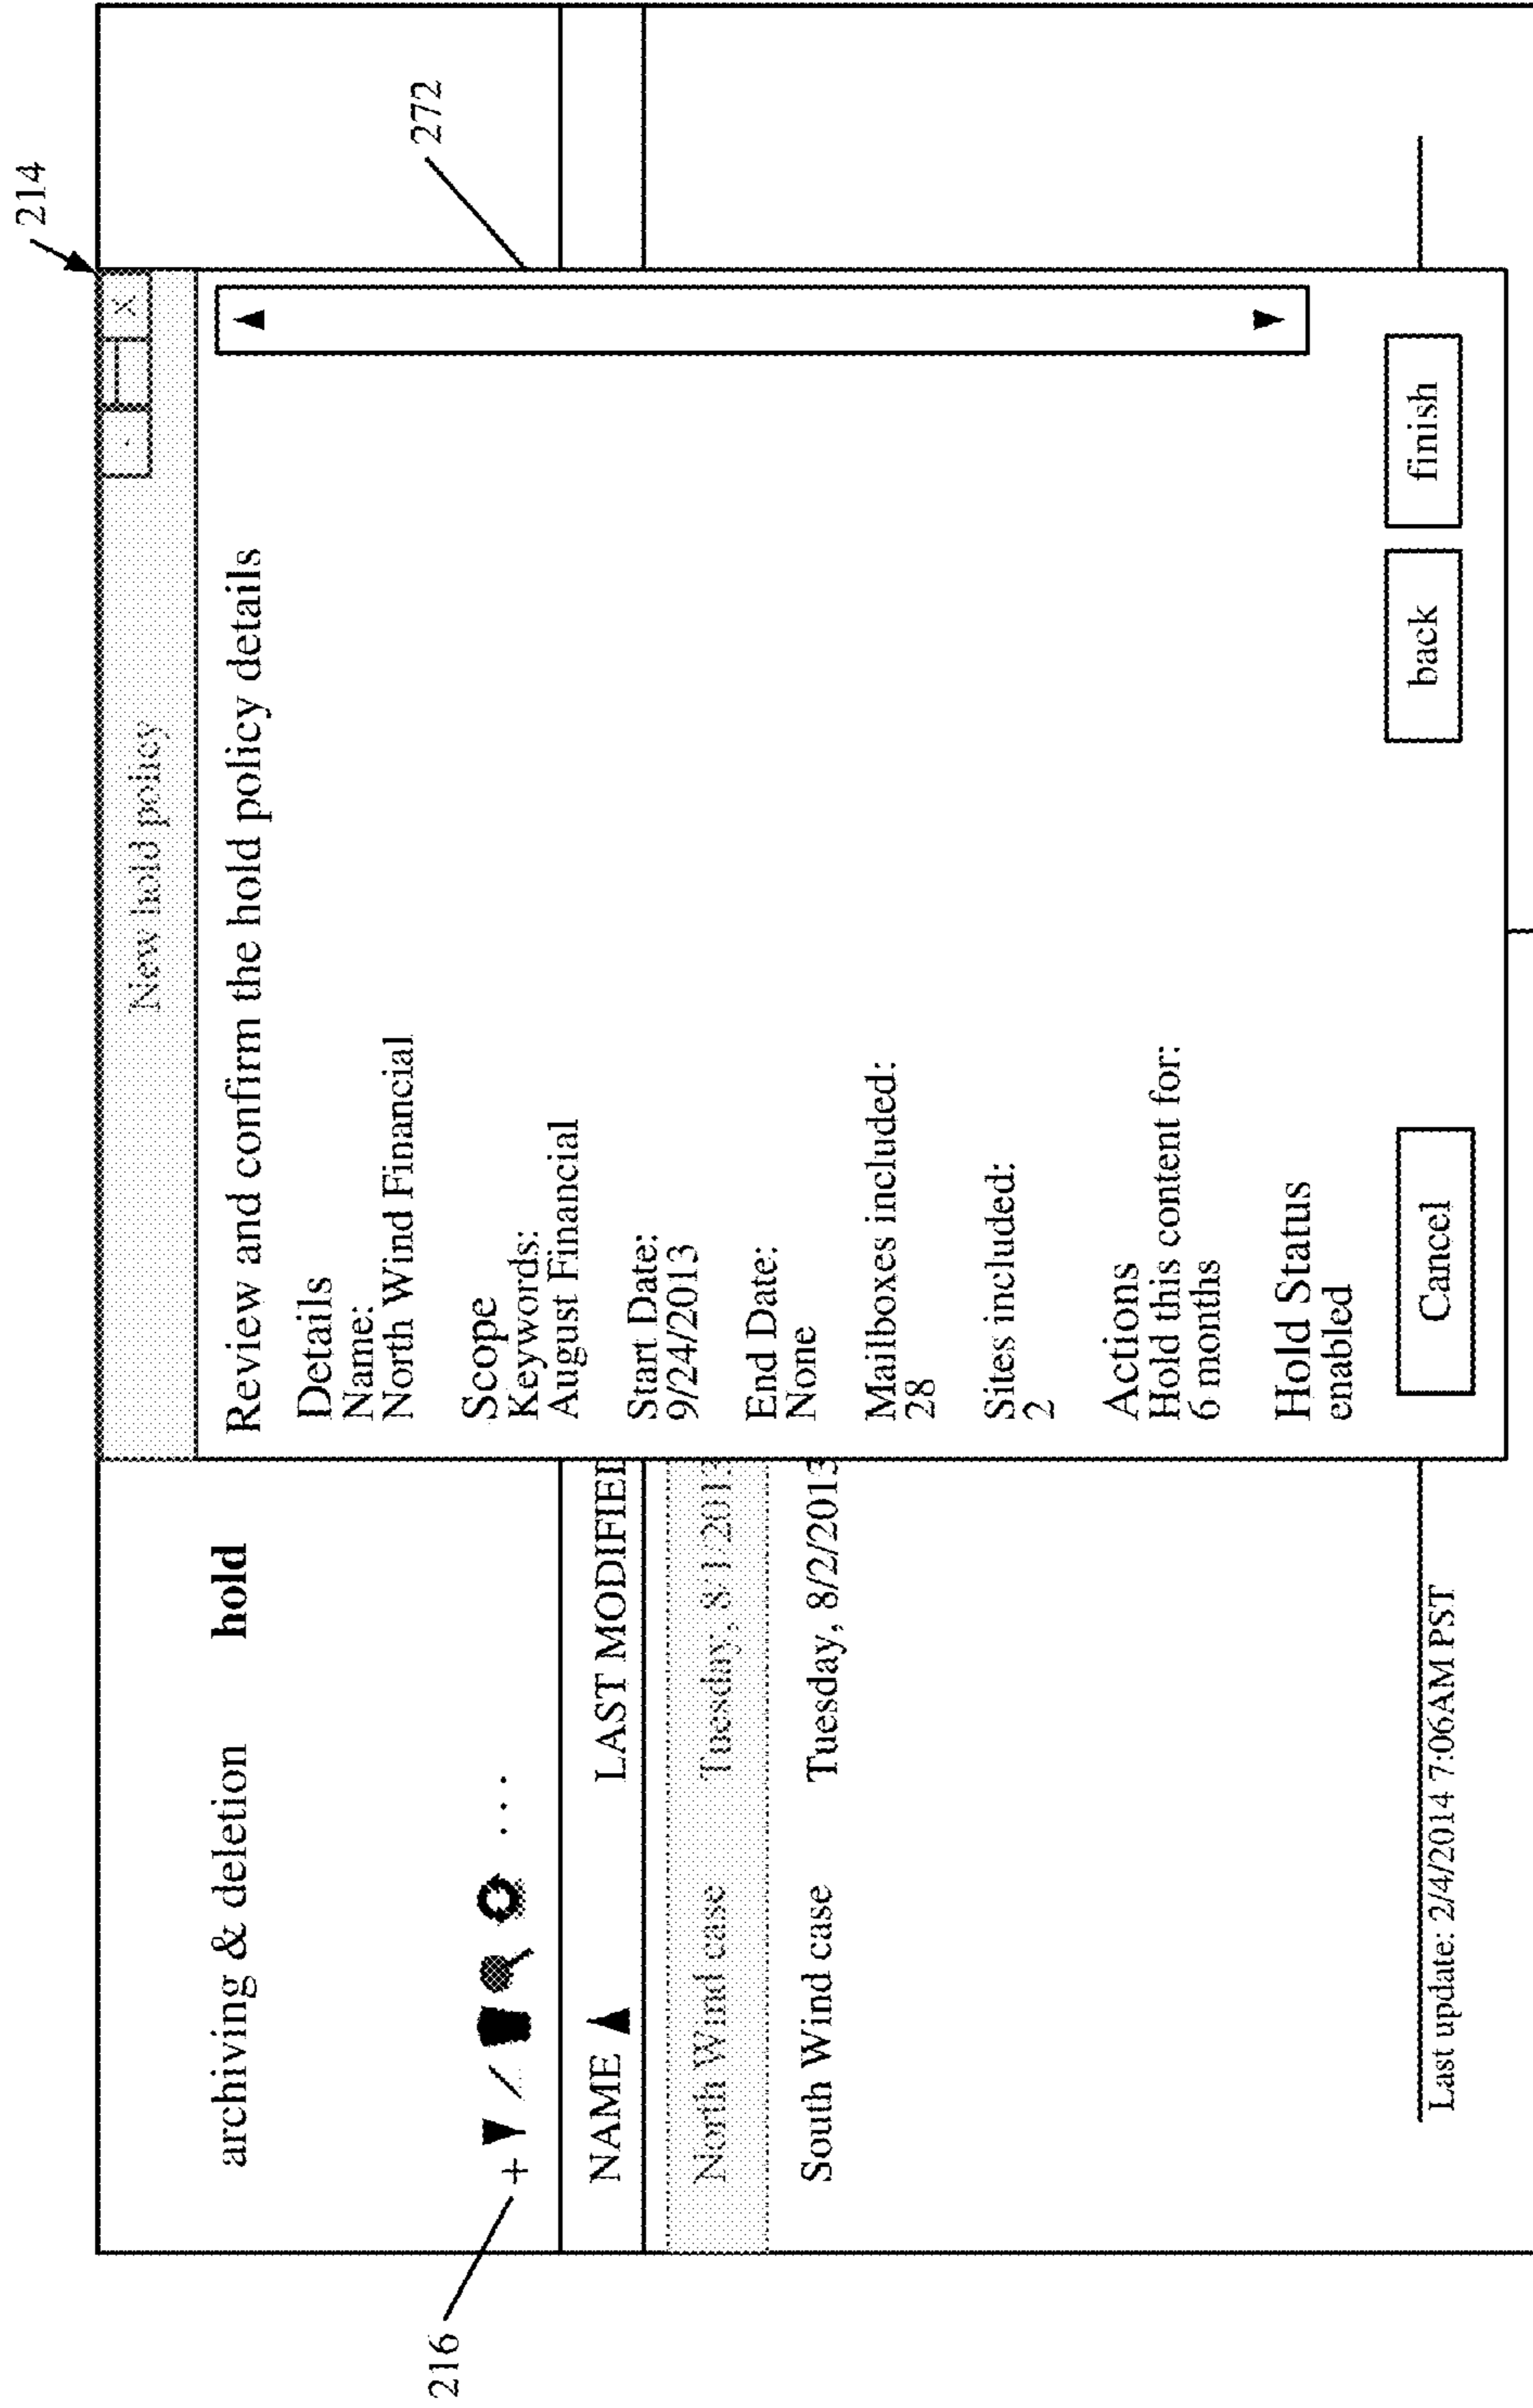 214
archiving & deletion hold
216
+ ...
NAME LAST MODIFIED
North Wind case Tuesday, 8/1/2013
South Wind case Tuesday, 8/2/2013
Last update: 2/4/2014 7:06AM PST
New hold policy
- X
272
Review and confirm the hold policy details
Details
Name:
North Wind Financial
Scope
Keywords:
August Financial
Start Date:
9/24/2013
End Date:
None
Mailboxes included:
28
Sites included:
2
Actions
Hold this content for:
6 months
Hold Status
enabled
Cancel back finish